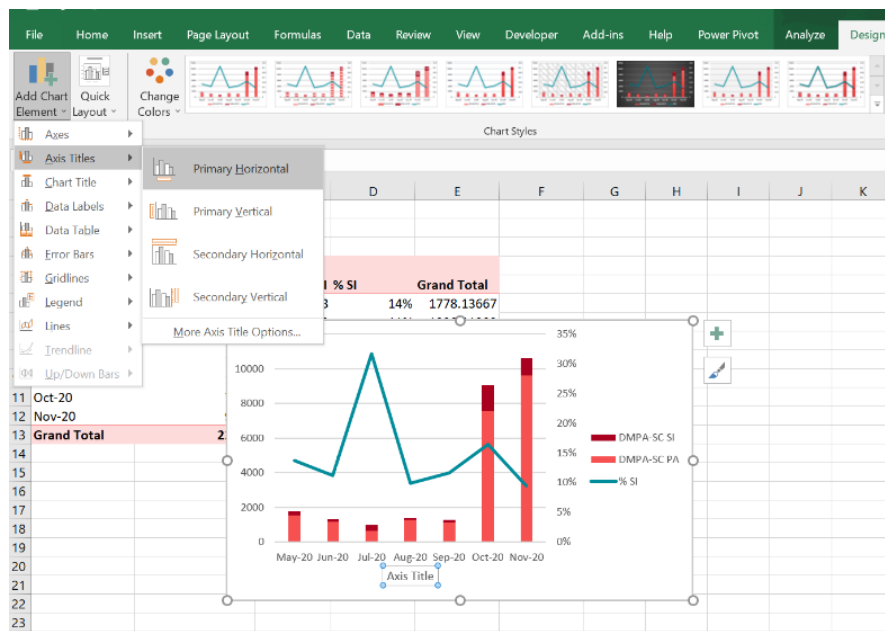 File Home Insert Page Layout Formulas Data Review View Developer Add-ins Help Power Pivot Analyze Design
Add Chart Element
Quick Layout
Change Colors
Chart Styles
Axes
Axis Titles
Chart Title
Data Labels
Data Table
Error Bars
Gridlines
Legend
Lines
Trendline
Up/Down Bars
Primary Horizontal
Primary Vertical
Secondary Horizontal
Secondary Vertical
More Axis Title Options...
D E F G H I J K
% SI Grand Total
14% 1778.13667
11 Oct-20
12 Nov-20
13 Grand Total
14
15
16
17
18
19
20
21
22
23
10000
8000
6000
4000
2000
0
35%
30%
25%
20%
15%
10%
5%
0%
DMPA-SC SI
DMPA-SC PA
% SI
May-20 Jun-20 Jul-20 Aug-20 Sep-20 Oct-20 Nov-20
Axis Title